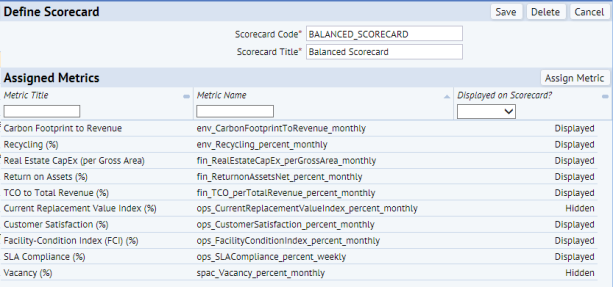 Define Scorecard Save Delete Cancel
Scorecard Code* BALANCED_SCORECARD
Scorecard Title* Balanced Scorecard
Assigned Metrics Assign Metric
Metric Title Metric Name Displayed on Scorecard?
Carbon Footprint to Revenue env_CarbonFootprintToRevenue_monthly Displayed
Recycling (%) env_Recycling_percent_monthly Displayed
Real Estate CapEx (per Gross Area) fin_RealEstateCapEx_perGrossArea_monthly Displayed
Return on Assets (%) fin_ReturnonAssetsNet_percent_monthly Displayed
TCO to Total Revenue (%) fin_TCO_perTotalRevenue_percent_monthly Displayed
Current Replacement Value Index (%) ops_CurrentReplacementValueIndex_percent_monthly Hidden
Customer Satisfaction (%) ops_CustomerSatisfaction_percent_monthly Displayed
Facility-Condition Index (FCI) (%) ops_FacilityConditionIndex_percent_monthly Displayed
SLA Compliance (%) ops_SLACompliance_percent_weekly Displayed
Vacancy (%) spac_Vacancy_percent_monthly Hidden